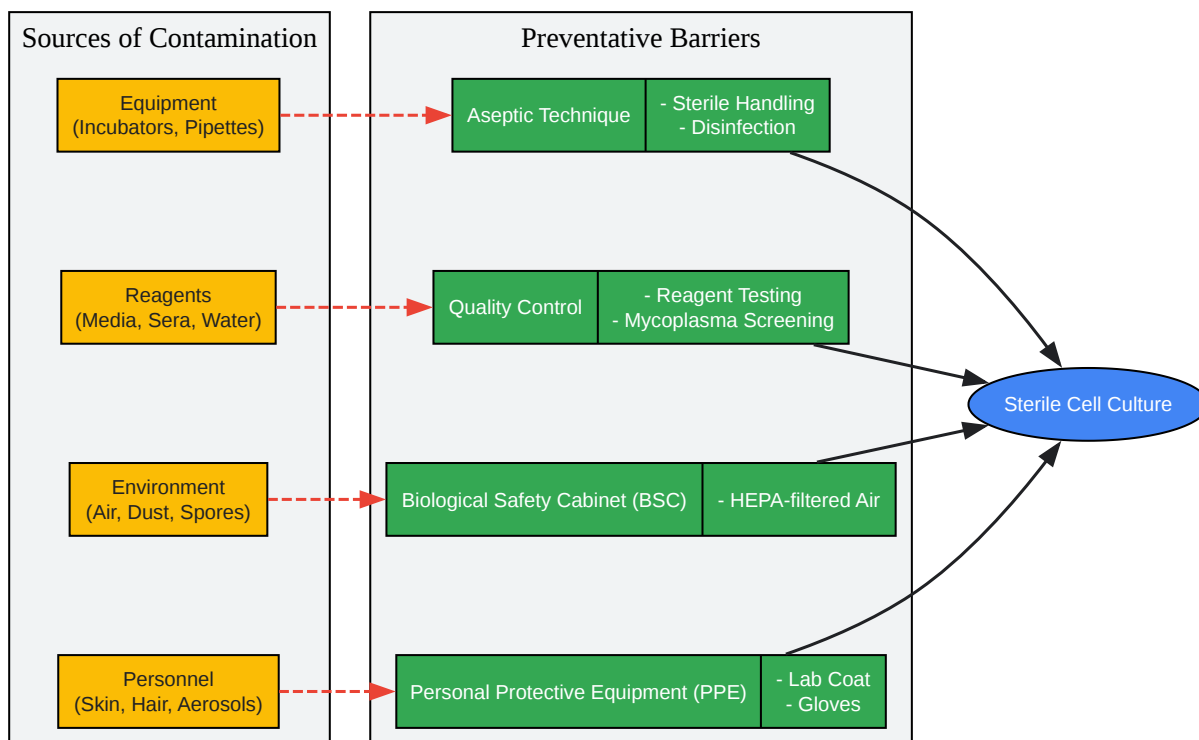 Sources of Contamination
Preventative Barriers
Equipment
(Incubators, Pipettes)
Aseptic Technique
- Sterile Handling
- Disinfection
Reagents
(Media, Sera, Water)
Quality Control
- Reagent Testing
- Mycoplasma Screening
Sterile Cell Culture
Environment
(Air, Dust, Spores)
Biological Safety Cabinet (BSC)
- HEPA-filtered Air
Personnel
(Skin, Hair, Aerosols)
Personal Protective Equipment (PPE)
- Lab Coat
- Gloves